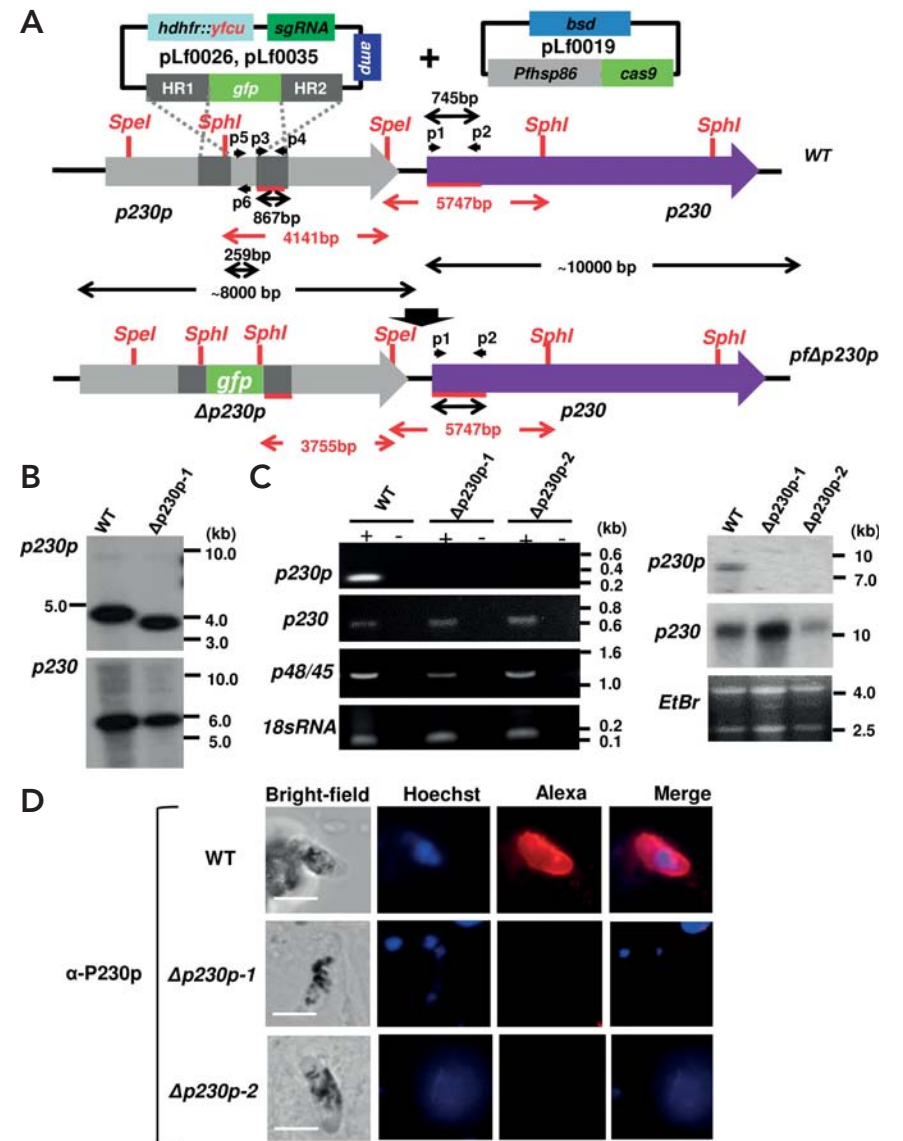 A
hdhfr::yfcu sgRNA
amp
pLf0026, pLf0035
HR1 gfp HR2
+
bsd
pLf0019
Pfhsp86 cas9
745bp
SpeI SphI SpeI SphI SphI
p5 p3 p4 p1 p2
WT
p6
867bp
p230p
5747bp
p230
4141bp
259bp
~10000 bp
~8000 bp
SpeI SphI SphI SpeI SphI SphI
p1 p2
pfΔp230p
gfp
Δp230p
p230
5747bp
3755bp
B
WT Δp230p-1
(kb)
p230p
10.0
5.0
4.0
3.0
p230
10.0
6.0
5.0
C
WT Δp230p-1 Δp230p-2
(kb)
+ - + - + -
p230p
0.6
0.4
0.2
p230
0.8
0.6
p48/45
1.6
1.0
18sRNA
0.2
0.1
WT Δp230p-1 Δp230p-2
(kb)
p230p
10
7.0
p230
10
EtBr
4.0
2.5
D
Bright-field Hoechst Alexa Merge
WT
α-P230p
Δp230p-1
Δp230p-2